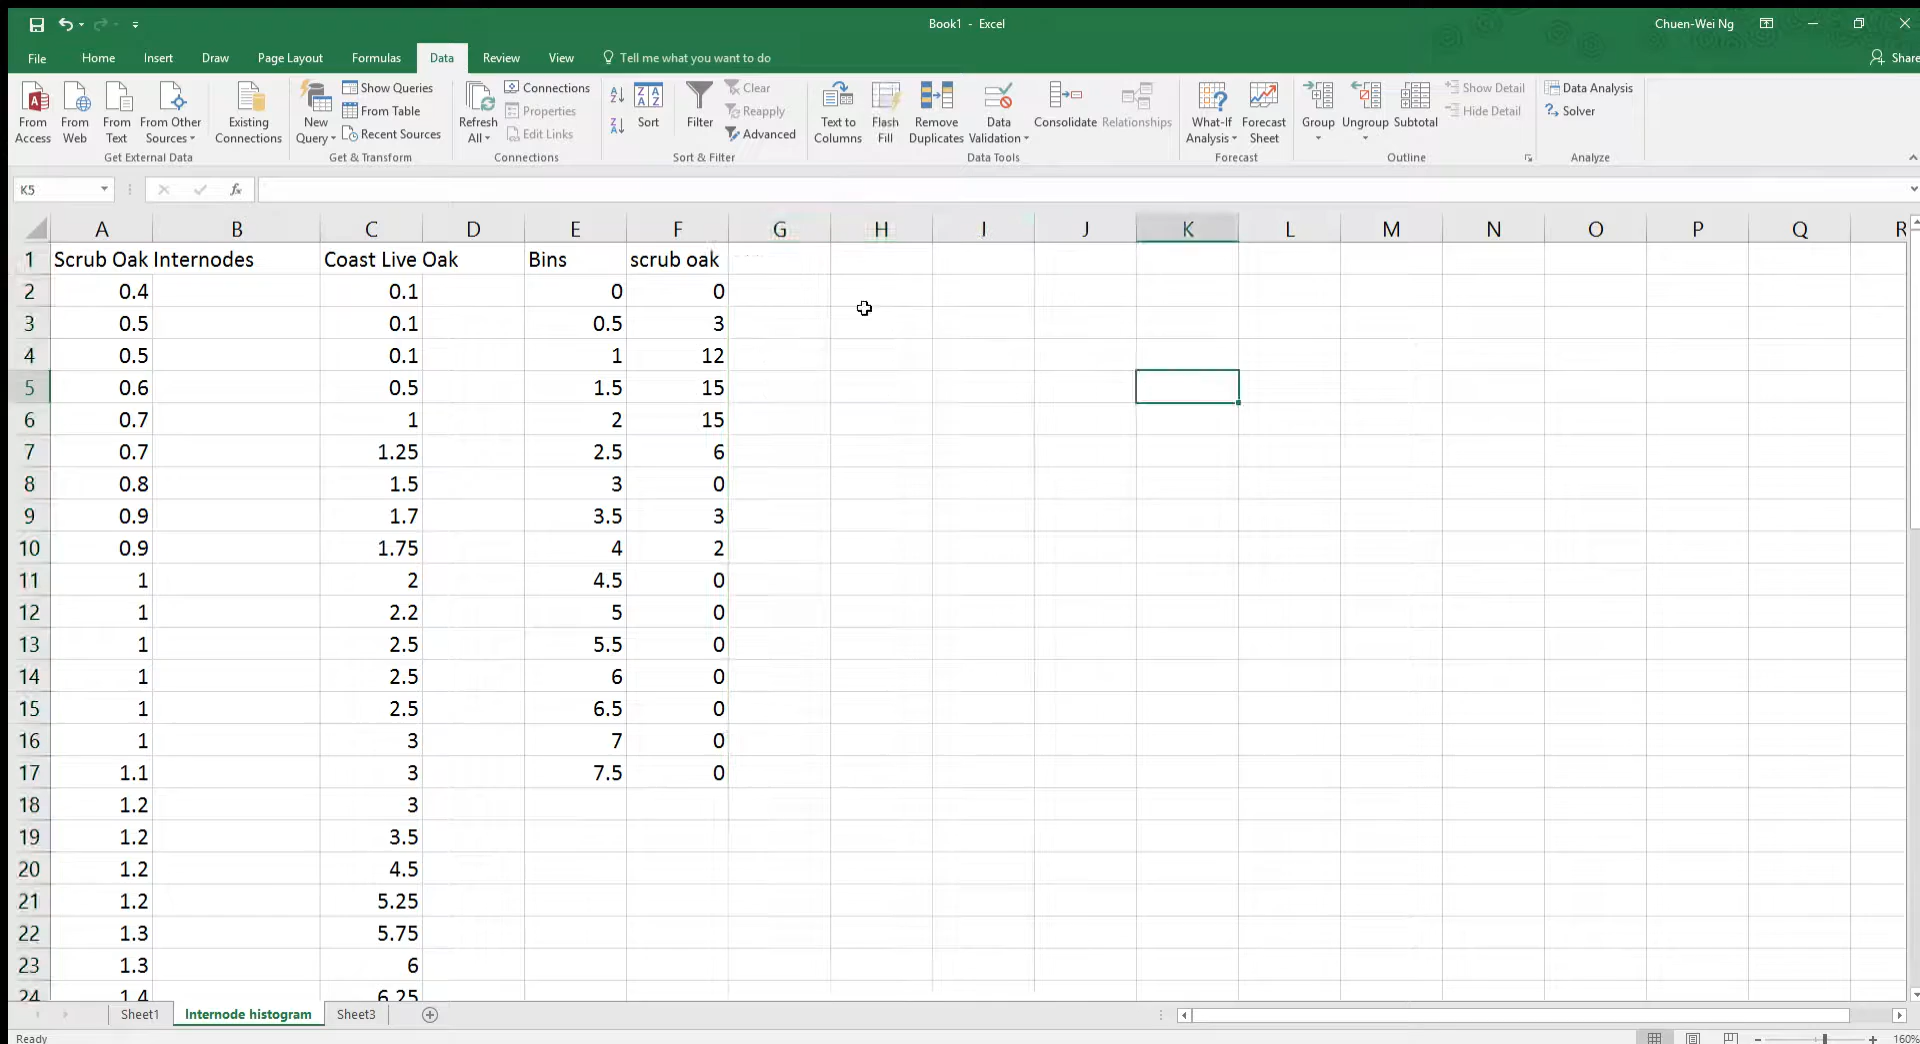 Book1 - Excel
Chuen-Wei Ng
File Home Insert Draw Page Layout Formulas Data Review View Tell me what you want to do
Share
From Access
From Web
From Text
From Other Sources
Existing Connections
Get External Data
New Query
Show Queries
From Table
Recent Sources
Get & Transform
Refresh All
Connections
Properties
Edit Links
Connections
Sort
Filter
Clear
Reapply
Advanced
Sort & Filter
Text to Columns
Flash Fill
Remove Duplicates
Data Validation
Consolidate
Relationships
Data Tools
What-If Analysis
Forecast Sheet
Forecast
Group
Ungroup
Subtotal
Show Detail
Hide Detail
Outline
Data Analysis
Solver
Analyze
K5 fx
A B C D E F G H I J K L M N O P Q R
1 Scrub Oak Internodes Coast Live Oak Bins scrub oak
2 0.4 0.1 0 0
3 0.5 0.1 0.5 3
4 0.5 0.1 1 12
5 0.6 0.5 1.5 15
6 0.7 1 2 15
7 0.7 1.25 2.5 6
8 0.8 1.5 3 0
9 0.9 1.7 3.5 3
10 0.9 1.75 4 2
11 1 2 4.5 0
12 1 2.2 5 0
13 1 2.5 5.5 0
14 1 2.5 6 0
15 1 2.5 6.5 0
16 1 3 7 0
17 1.1 3 7.5 0
18 1.2 3
19 1.2 3.5
20 1.2 4.5
21 1.2 5.25
22 1.3 5.75
23 1.3 6
24 1.4 6.25
Sheet1 Internode histogram Sheet3
Ready
160%